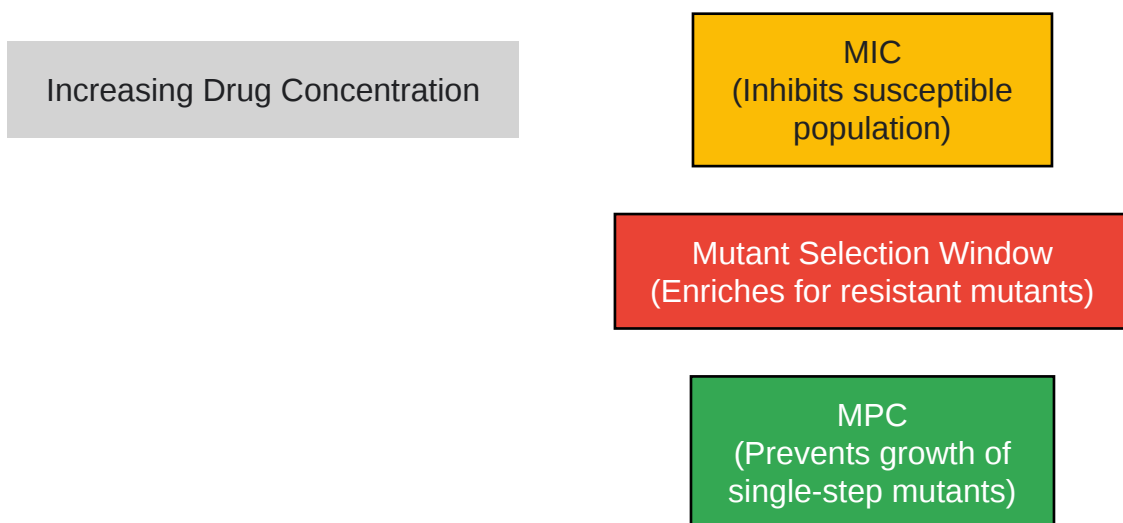 Increasing Drug Concentration
MIC
(Inhibits susceptible
population)
Mutant Selection Window
(Enriches for resistant mutants)
MPC
(Prevents growth of
single-step mutants)